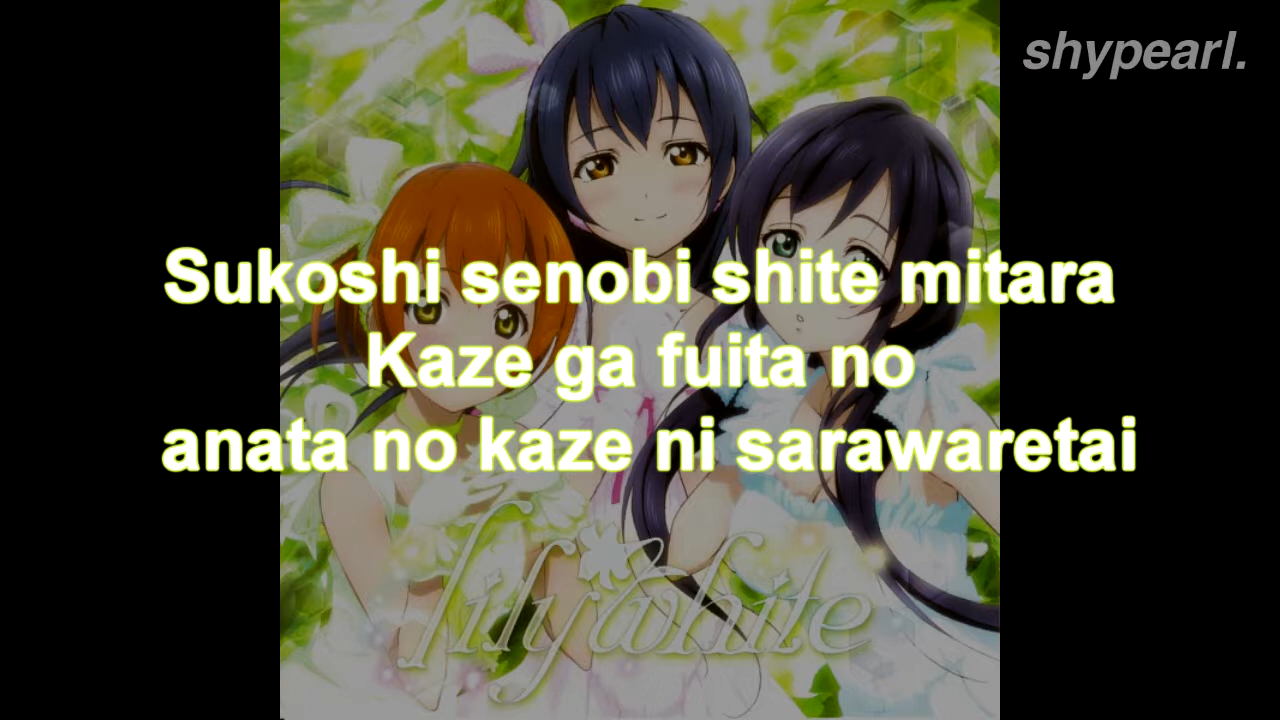 shypearl.
Sukoshi senobi shite mitara
Kaze ga fuita no
anata no kaze ni sarawaretai
lily white